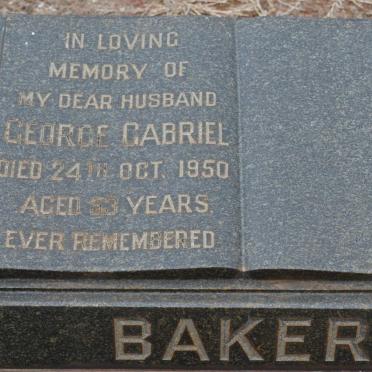 IN LOVING
MEMORY OF
MY DEAR HUSBAND
GEORGE GABRIEL
DIED 24TH OCT. 1950
AGED YEARS.
EVER REMEMBERED
BAKER